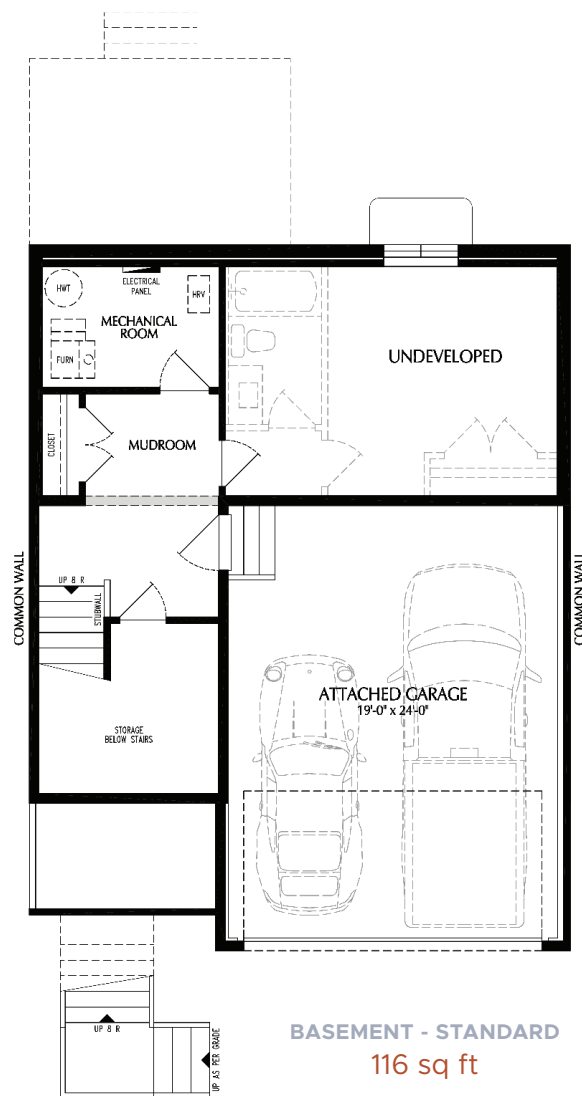 ELECTRICAL
PANEL
HWT
HRV
MECHANICAL
ROOM
FURN
UNDEVELOPED
CLOSET
MUDROOM
COMMON WALL
COMMON WALL
UP 8 R
STUBWALL
ATTACHED GARAGE
19'-0" x 24'-0"
STORAGE
BELOW STAIRS
UP 8 R
UP AS PER GRADE
BASEMENT - STANDARD
116 sq ft